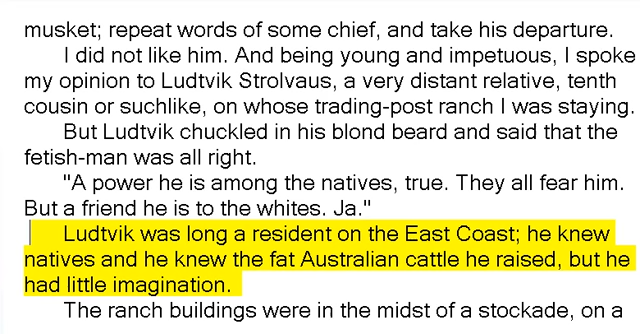 musket; repeat words of some chief, and take his departure.
I did not like him. And being young and impetuous, I spoke
my opinion to Ludtvik Strolvaus, a very distant relative, tenth
cousin or suchlike, on whose trading-post ranch I was staying.
But Ludtvik chuckled in his blond beard and said that the
fetish-man was all right.
"A power he is among the natives, true. They all fear him.
But a friend he is to the whites. Ja."
Ludtvik was long a resident on the East Coast; he knew
natives and he knew the fat Australian cattle he raised, but he
had little imagination.
The ranch buildings were in the midst of a stockade, on a